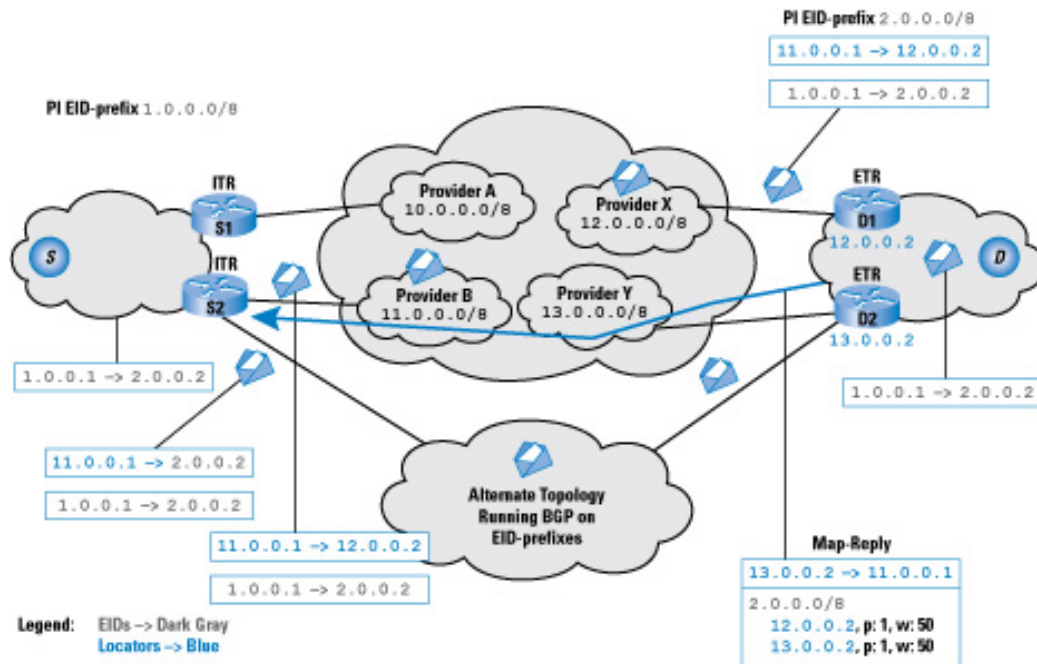 PI EID-prefix 2.0.0.0/8
11.0.0.1 -> 12.0.0.2
1.0.0.1 -> 2.0.0.2
PI EID-prefix 1.0.0.0/8
ITR
S1
Provider A
10.0.0.0/8
Provider X
12.0.0.0/8
ETR
D1
12.0.0.2
S
D
ITR
S2
Provider B
11.0.0.0/8
Provider Y
13.0.0.0/8
ETR
D2
13.0.0.2
1.0.0.1 -> 2.0.0.2
1.0.0.1 -> 2.0.0.2
11.0.0.1 -> 2.0.0.2
1.0.0.1 -> 2.0.0.2
Alternate Topology
Running BGP on
EID-prefixes
11.0.0.1 -> 12.0.0.2
1.0.0.1 -> 2.0.0.2
Map-Reply
13.0.0.2 -> 11.0.0.1
2.0.0.0/8
12.0.0.2, p: 1, w: 50
13.0.0.2, p: 1, w: 50
Legend: EIDs –> Dark Gray
Locators –> Blue